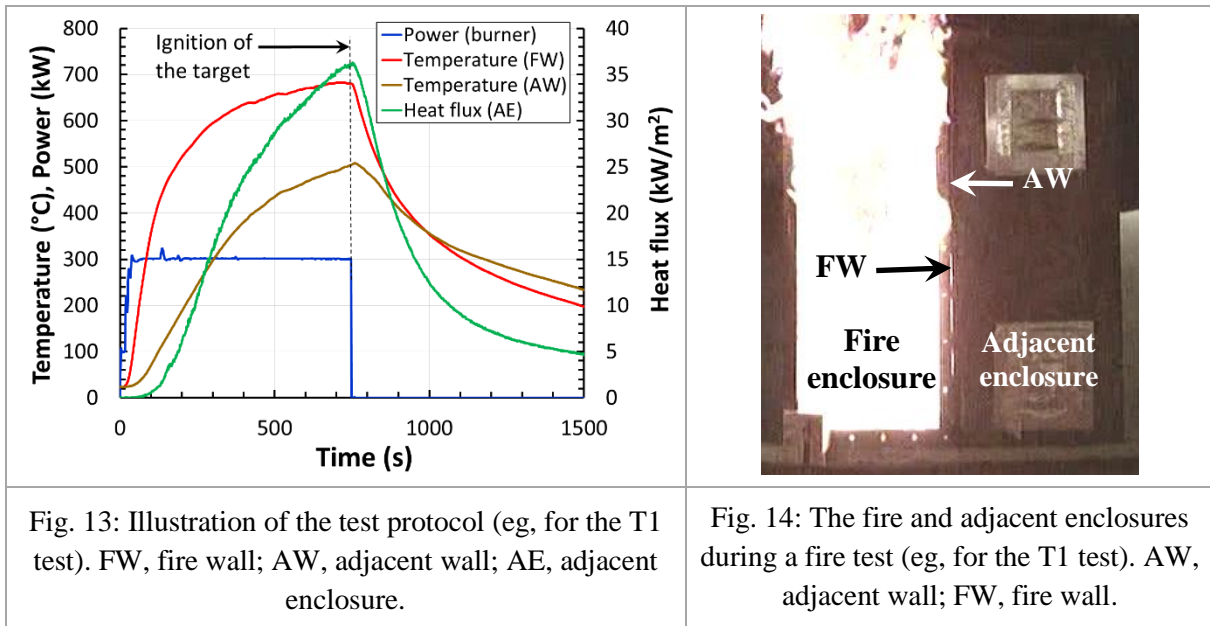 800
700
600
500
400
300
200
100
0
Temperature (°C), Power (kW)
Ignition of
the target
Power (burner)
Temperature (FW)
Temperature (AW)
Heat flux (AE)
40
35
30
25
20
15
10
5
0
Heat flux (kW/m²)
0 500 1000 1500
Time (s)
AW
FW
Fire
enclosure
Adjacent
enclosure
Fig. 13: Illustration of the test protocol (eg, for the T1
test). FW, fire wall; AW, adjacent wall; AE, adjacent
enclosure.
Fig. 14: The fire and adjacent enclosures
during a fire test (eg, for the T1 test). AW,
adjacent wall; FW, fire wall.